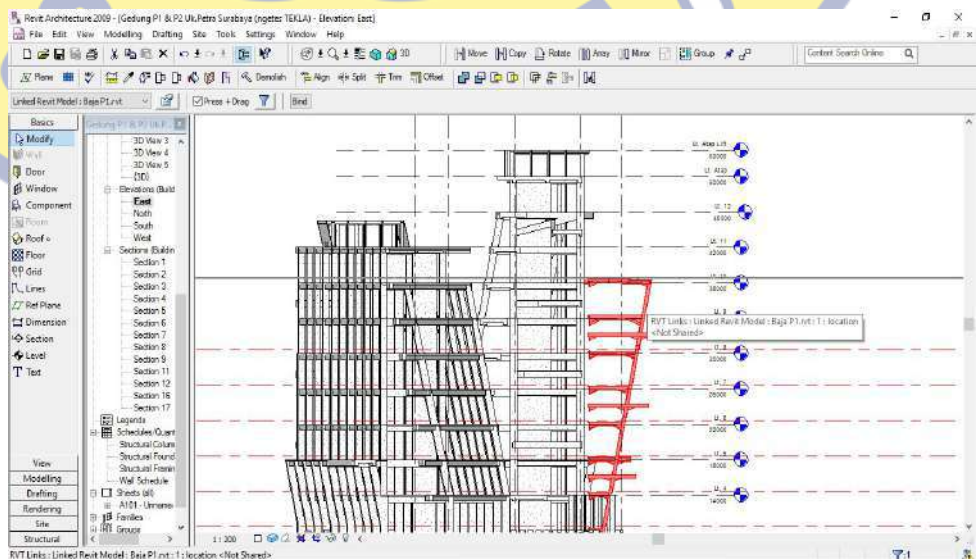 Revit Architecture 2009 - [Gedung P1 & P2 Uk.Petra Surabaya (ngetes TEKLA) - Elevation: East]
File Edit View Modelling Drafting Site Tools Settings Window Help
3D Move Copy Rotate Array Mirror Group Content Search Online
Plane Demolish Align Split Trim Offset
Linked Revit Model : Baja P1.rvt Press + Drag Bind
Basics
Modify
Wall
Door
Window
Component
Room
Roof
Floor
Grid
Lines
Ref Plane
Dimension
Section
Level
Text
View
Modelling
Drafting
Rendering
Site
Structural
3D View 3
3D View 4
3D View 5
{3D}
Elevations (Build
East
North
South
West
Sections (Buildin
Section 1
Section 2
Section 3
Section 4
Section 5
Section 6
Section 7
Section 8
Section 9
Section 11
Section 12
Section 16
Section 17
Legends
Schedules/Quant
Structural Colum
Structural Found
Structural Framin
Wall Schedule
Sheets (all)
A101 - Unname
Families
Groups
Lt. Atap
Lt. 12
Lt. 11
RVT Links : Linked Revit Model : Baja P1.rvt : 1 : location
<Not Shared>
1 : 200
RVT Links : Linked Revit Model : Baja P1.rvt : 1 : location <Not Shared>
:1